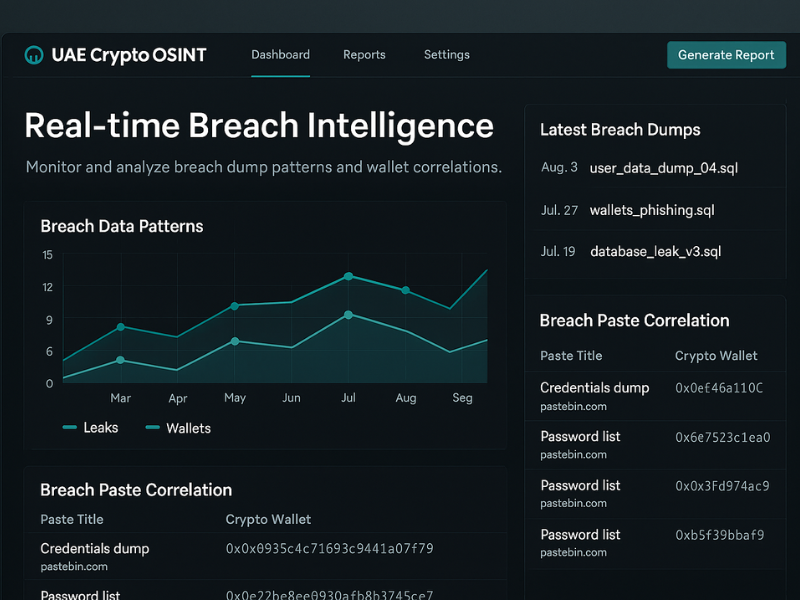 UAE Crypto OSINT
Dashboard
Reports
Settings
Generate Report
Real-time Breach Intelligence
Monitor and analyze breach dump patterns and wallet correlations.
Breach Data Patterns
15
12
9
6
0
Mar
Apr
May
Jun
Jul
Aug
Seg
Leaks
Wallets
Breach Paste Correlation
Paste Title
Crypto Wallet
Credentials dump
0x0x0935c4c71693c9441a07f79
pastebin.com
Password list
0x0e22be8ee0930afb8b3745ce7
Latest Breach Dumps
Aug. 3 user_data_dump_04.sql
Jul. 27 wallets_phishing.sql
Jul. 19 database_leak_v3.sql
Breach Paste Correlation
Paste Title
Crypto Wallet
Credentials dump
0x0ef46a110C
pastebin.com
Password list
0x6e7523c1ea0
pastebin.com
Password list
0x0x3Fd974ac9
pastebin.com
Password list
0xb5f39bbaf9
pastebin.com